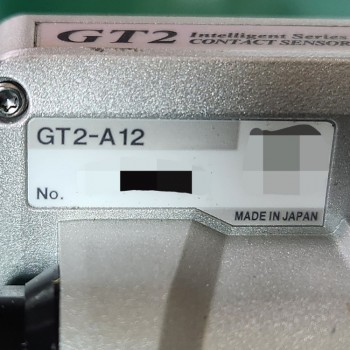 GT2 Intelligent Series
CONTACT SENSOR
GT2-A12
No.
MADE IN JAPAN